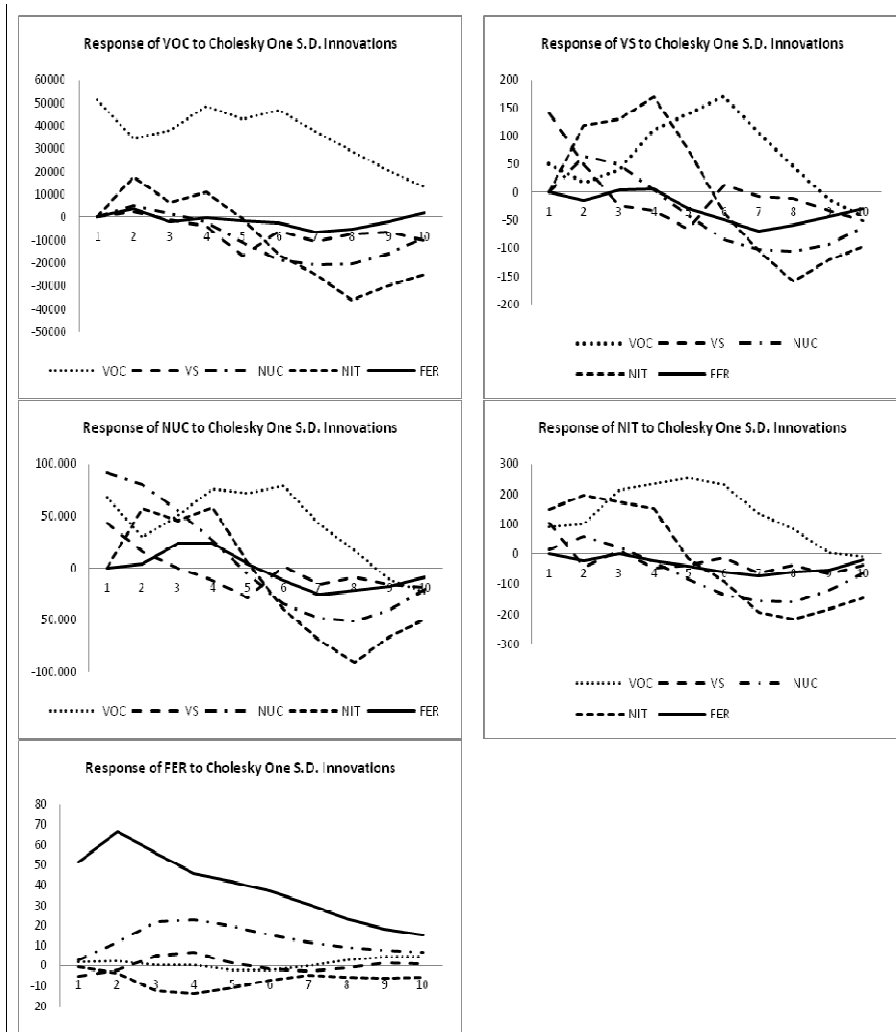 Response of VOC to Cholesky One S.D. Innovations
60000
50000
40000
30000
20000
10000
0
-10000
-20000
-30000
-40000
-50000
1 2 3 4 5 6 7 8 9 10
VOC VS NUC NIT FER
Response of VS to Cholesky One S.D. Innovations
200
150
100
50
0
-50
-100
-150
-200
1 2 3 4 5 6 7 8 9 10
VOC VS NUC
NIT FER
Response of NUC to Cholesky One S.D. Innovations
100.000
50.000
0
50.000
-100.000
1 2 3 4 5 6 7 8 9 10
VOC VS NUC NIT FER
Response of NIT to Cholesky One S.D. Innovations
300
200
100
0
-100
-200
-300
1 2 3 4 5 6 7 8 9 10
VOC VS NUC
NIT FER
Response of FER to Cholesky One S.D. Innovations
80
70
60
50
40
30
20
10
0
-10
20
1 2 3 4 5 6 7 8 9 10